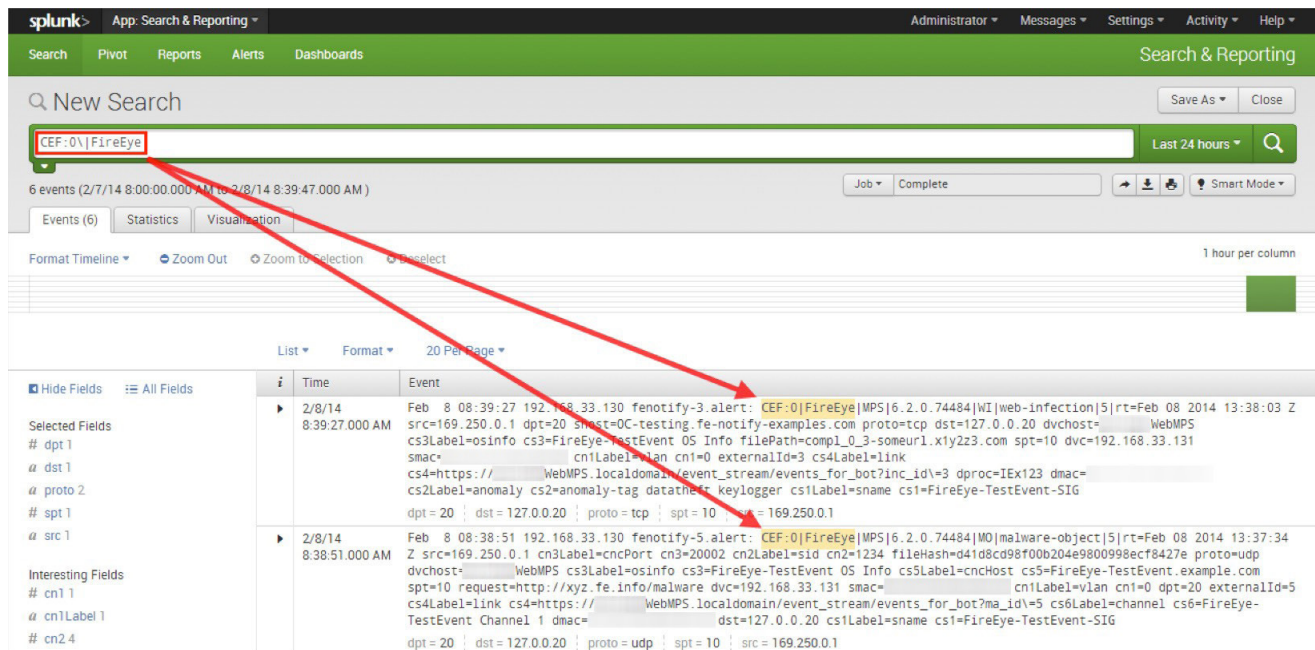 splunk> App: Search & Reporting Administrator Messages Settings Activity Help
Search Pivot Reports Alerts Dashboards Search & Reporting
New Search Save As Close
CEF:0\|FireEye Last 24 hours
6 events (2/7/14 8:00:00.000 AM to 2/8/14 8:39:47.000 AM ) Job Complete Smart Mode
Events (6) Statistics Visualization
Format Timeline Zoom Out Zoom to Selection Deselect 1 hour per column
List Format 20 Per Page
Hide Fields All Fields i Time Event
Selected Fields
# dpt 1
a dst 1
a proto 2
# spt 1
a src 1
Interesting Fields
# cn1 1
a cn1Label 1
# cn2 4
2/8/14
8:39:27.000 AM
Feb 8 08:39:27 192.168.33.130 fenotify-3.alert: CEF:0|FireEye|MPS|6.2.0.74484|WI|web-infection|5|rt=Feb 08 2014 13:38:03 Z
src=169.250.0.1 dpt=20 shost=OC-testing.fe-notify-examples.com proto=tcp dst=127.0.0.20 dvchost= WebMPS
cs3Label=osinfo cs3=FireEye-TestEvent OS Info filePath=compl_0_3-someurl.x1y2z3.com spt=10 dvc=192.168.33.131
smac= cn1Label=vlan cn1=0 externalId=3 cs4Label=link
cs4=https:// WebMPS.localdomain/event_stream/events_for_bot?inc_id\=3 dproc=IEx123 dmac=
cs2Label=anomaly cs2=anomaly-tag datatheft keylogger cs1Label=sname cs1=FireEye-TestEvent-SIG
dpt = 20 dst = 127.0.0.20 proto = tcp spt = 10 src = 169.250.0.1
2/8/14
8:38:51.000 AM
Feb 8 08:38:51 192.168.33.130 fenotify-5.alert: CEF:0|FireEye|MPS|6.2.0.74484|MO|malware-object|5|rt=Feb 08 2014 13:37:34
Z src=169.250.0.1 cn3Label=cncPort cn3=20002 cn2Label=sid cn2=1234 fileHash=d41d8cd98f00b204e9800998ecf8427e proto=udp
dvchost= WebMPS cs3Label=osinfo cs3=FireEye-TestEvent OS Info cs5Label=cncHost cs5=FireEye-TestEvent.example.com
spt=10 request=http://xyz.fe.info/malware dvc=192.168.33.131 smac= cn1Label=vlan cn1=0 dpt=20 externalId=5
cs4Label=link cs4=https:// WebMPS.localdomain/event_stream/events_for_bot?ma_id\=5 cs6Label=channel cs6=FireEye-
TestEvent Channel 1 dmac= dst=127.0.0.20 cs1Label=sname cs1=FireEye-TestEvent-SIG
dpt = 20 dst = 127.0.0.20 proto = udp spt = 10 src = 169.250.0.1